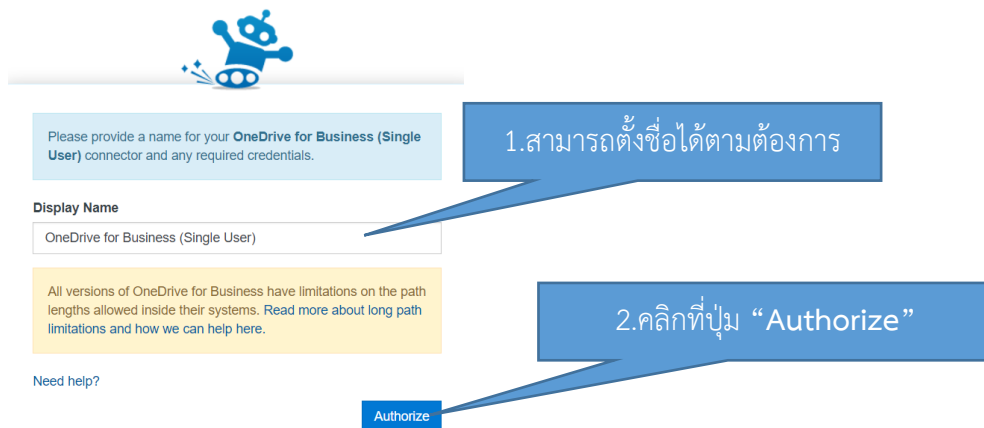 Please provide a name for your OneDrive for Business (Single
User) connector and any required credentials.
1.สามารถตั้งชื่อได้ตามต้องการ
Display Name
OneDrive for Business (Single User)
All versions of OneDrive for Business have limitations on the path
lengths allowed inside their systems. Read more about long path
limitations and how we can help here.
2.คลิกที่ปุ่ม “Authorize”
Need help?
Authorize